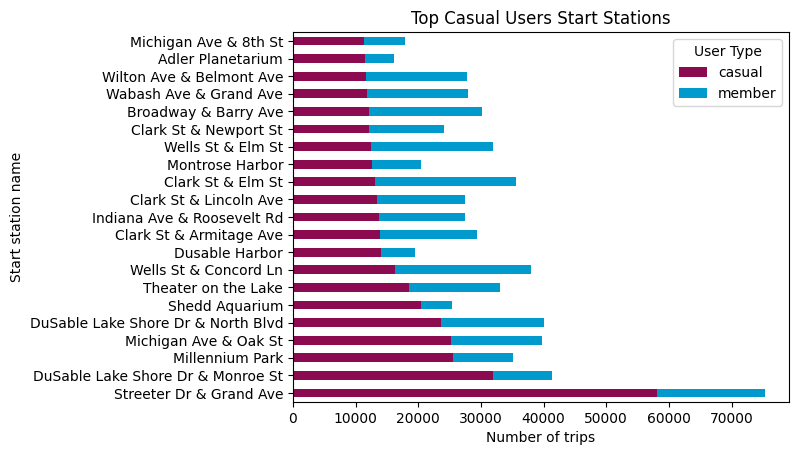 Top Casual Users Start Stations
User Type
casual
member
Start station name
Michigan Ave & 8th St
Adler Planetarium
Wilton Ave & Belmont Ave
Wabash Ave & Grand Ave
Broadway & Barry Ave
Clark St & Newport St
Wells St & Elm St
Montrose Harbor
Clark St & Elm St
Clark St & Lincoln Ave
Indiana Ave & Roosevelt Rd
Clark St & Armitage Ave
Dusable Harbor
Wells St & Concord Ln
Theater on the Lake
Shedd Aquarium
DuSable Lake Shore Dr & North Blvd
Michigan Ave & Oak St
Millennium Park
DuSable Lake Shore Dr & Monroe St
Streeter Dr & Grand Ave
0 10000 20000 30000 40000 50000 60000 70000
Number of trips